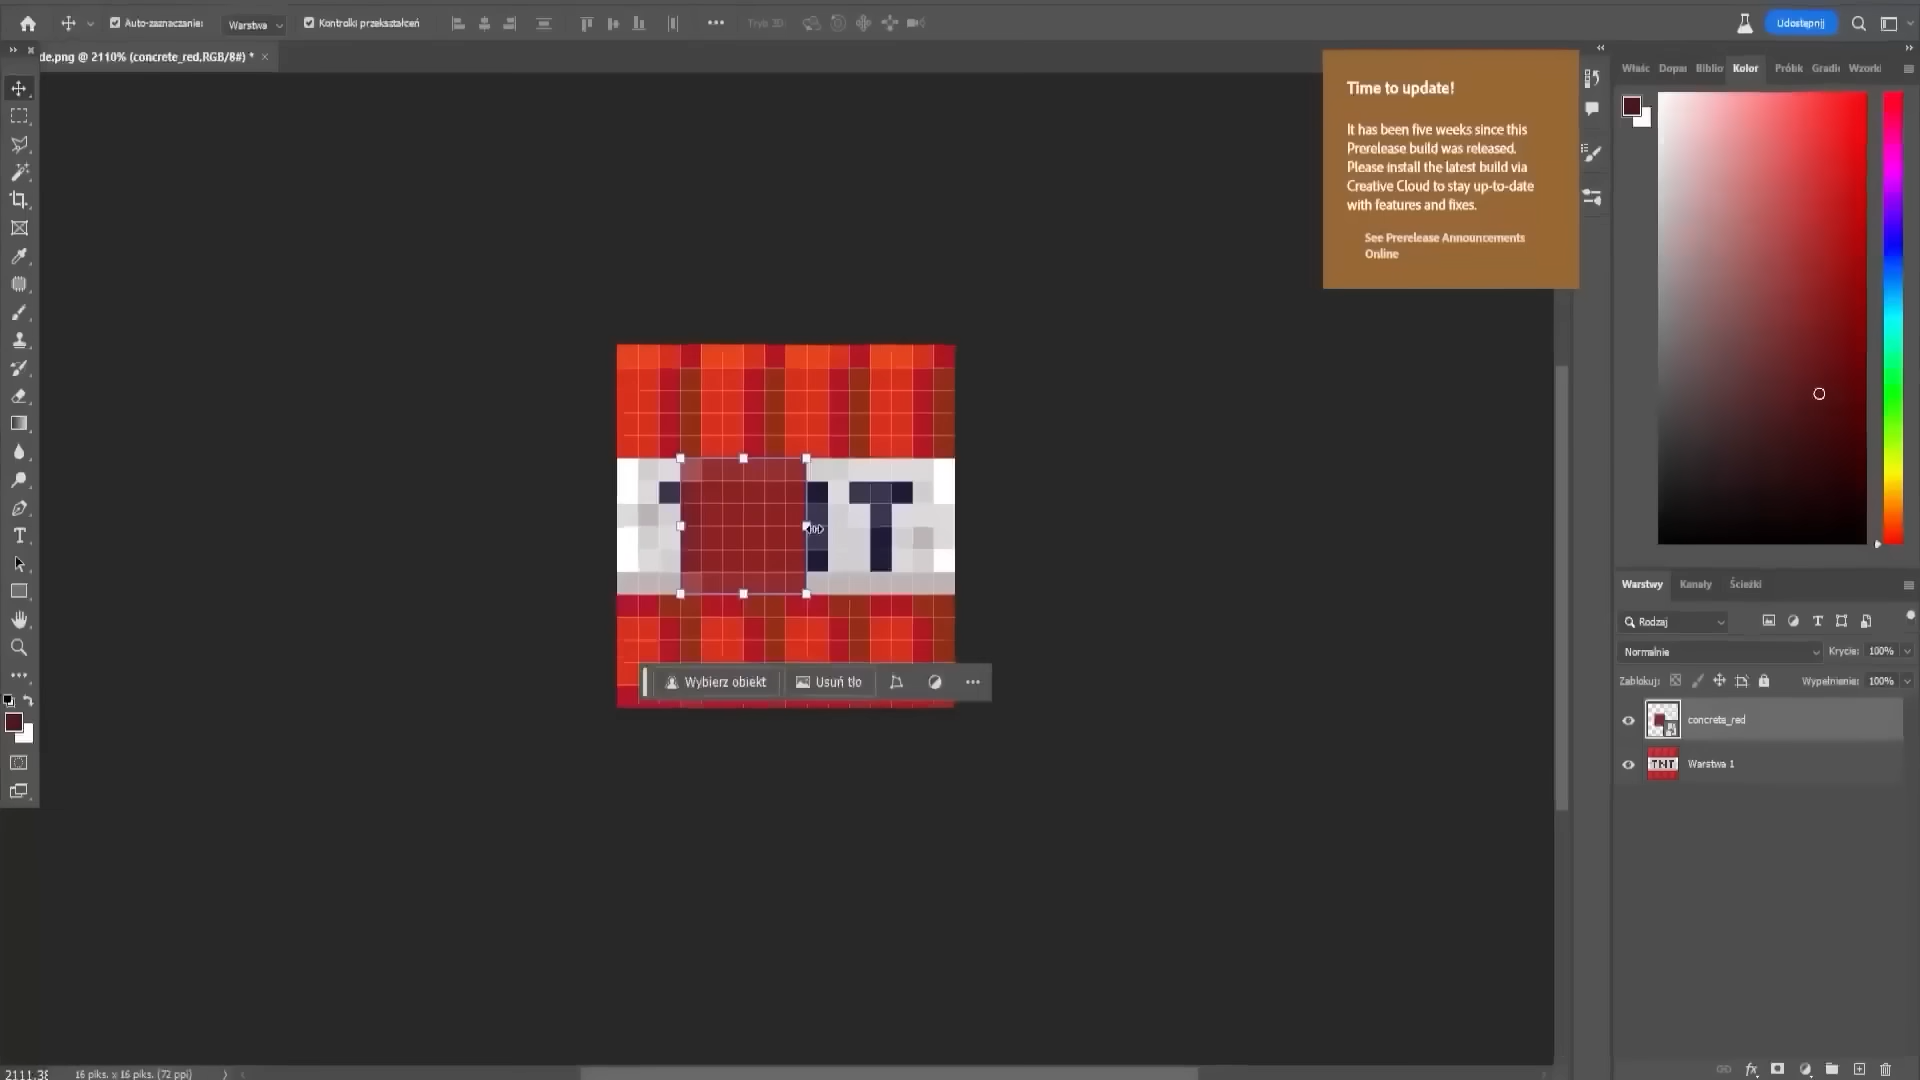 Auto-zaznaczanie:
Warstwa
Kontrolki przekształceń
Tryb 3D:
Udostępnij
de.png @ 2110% (concrete_red,RGB/8#) *
Time to update!
It has been five weeks since this
Prerelease build was released.
Please install the latest build via
Creative Cloud to stay up-to-date
with features and fixes.
See Prerelease Announcements
Online
Właśc
Dopas
Biblio
Kolor
Próbk
Gradi
Wzorki
T
Wybierz obiekt
Usuń tło
Warstwy
Kanały
Ścieżki
Rodzaj
Normalnie
Krycie: 100%
Zablokuj:
Wypełnienie: 100%
concrete_red
TNT
Warstwa 1
2111.38
16 piks. x 16 piks. (72 ppi)